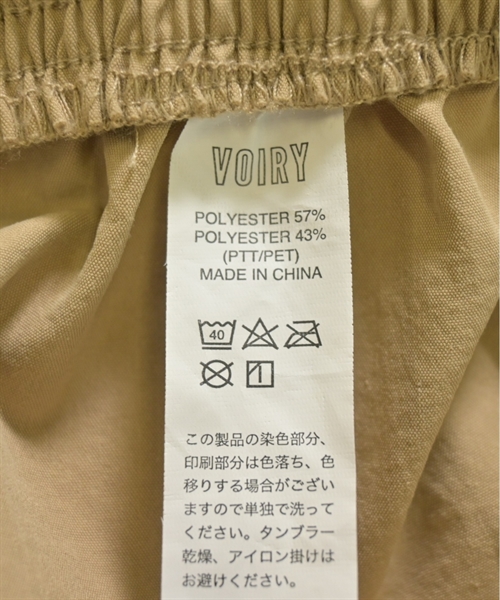 VOIRY
POLYESTER 57%
POLYESTER 43%
(PTT/PET)
MADE IN CHINA
40
この製品の染色部分、
印刷部分は色落ち、色
移りする場合がござい
ますので単独で洗って
ください。タンブラー
乾燥、アイロン掛けは
お避けください。